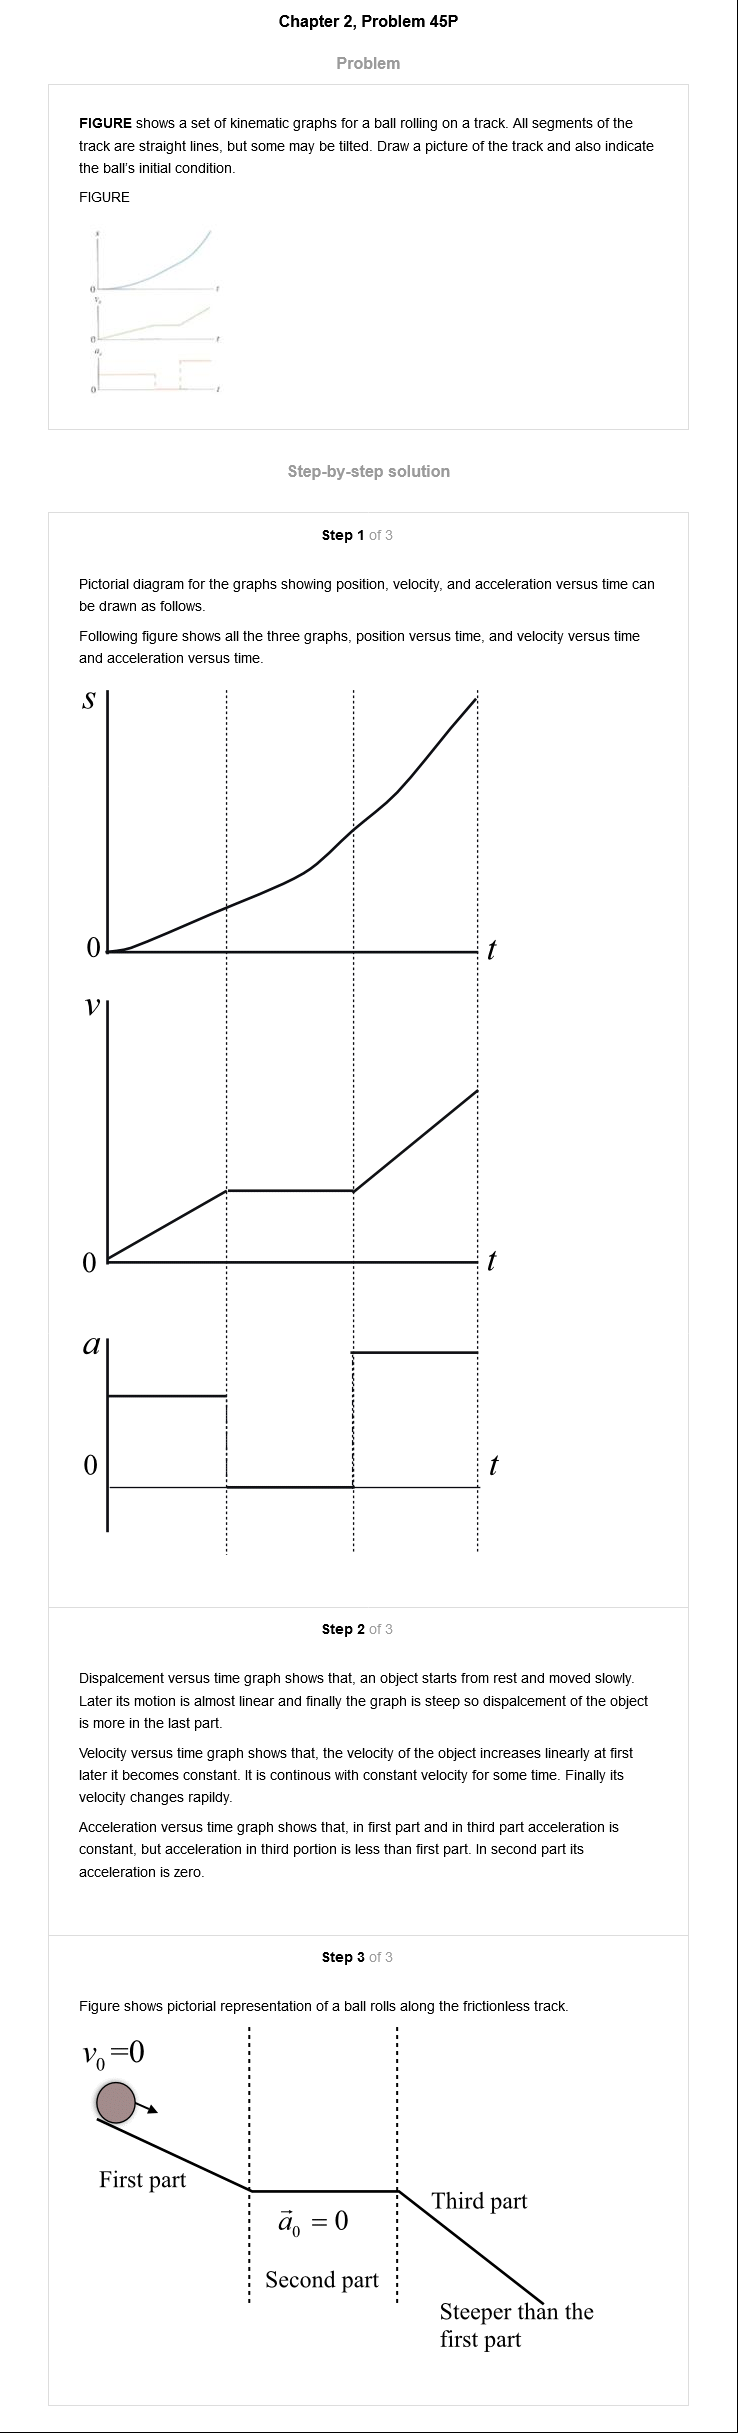 Chapter 2, Problem 45P
Problem
FIGURE shows a set of kinematic graphs for a ball rolling on a track. All segments of the
track are straight lines, but some may be tilted. Draw a picture of the track and also indicate
the ball's initial condition.
FIGURE
s
0
t
vₛ
0
t
aₛ
0
t
Step-by-step solution
Step 1 of 3
Pictorial diagram for the graphs showing position, velocity, and acceleration versus time can
be drawn as follows.
Following figure shows all the three graphs, position versus time, and velocity versus time
and acceleration versus time.
s
0
t
v
0
t
a
0
t
Step 2 of 3
Dispalcement versus time graph shows that, an object starts from rest and moved slowly.
Later its motion is almost linear and finally the graph is steep so dispalcement of the object
is more in the last part.
Velocity versus time graph shows that, the velocity of the object increases linearly at first
later it becomes constant. It is continous with constant velocity for some time. Finally its
velocity changes rapildy.
Acceleration versus time graph shows that, in first part and in third part acceleration is
constant, but acceleration in third portion is less than first part. In second part its
acceleration is zero.
Step 3 of 3
Figure shows pictorial representation of a ball rolls along the frictionless track.
v₀=0
First part
a⃗₀ = 0
Second part
Third part
Steeper than the
first part